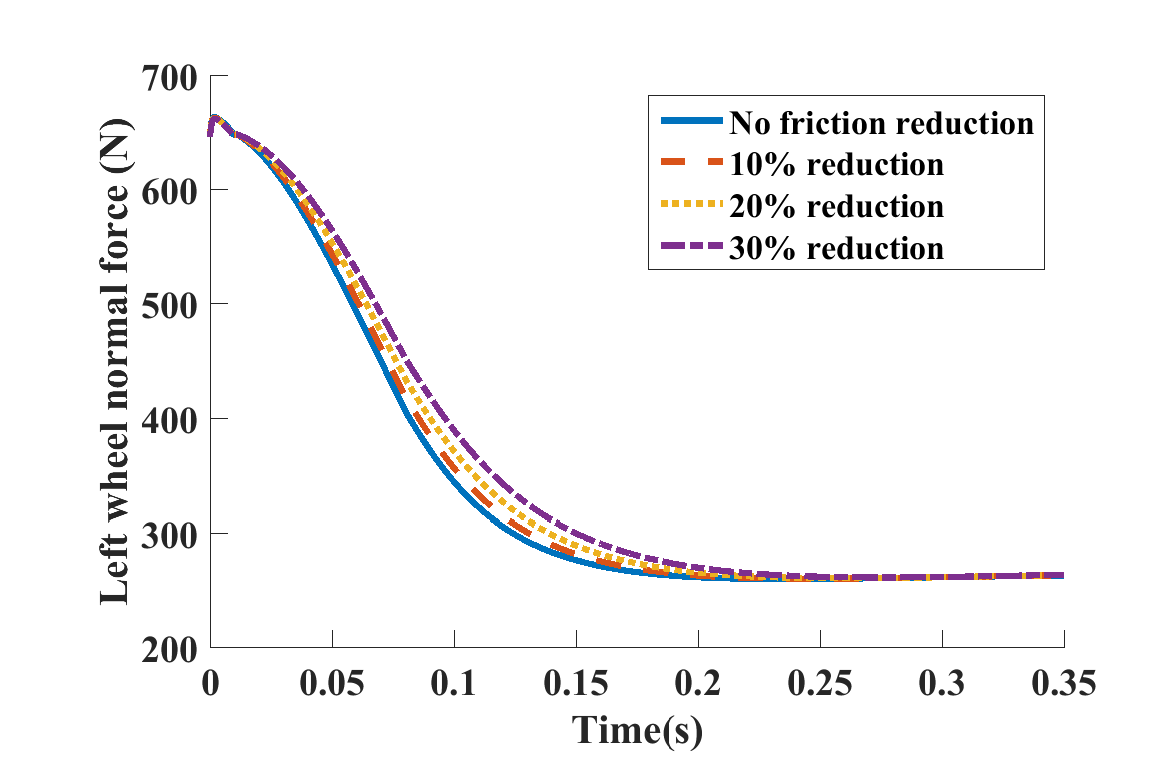 Left wheel normal force (N)
700
600
500
400
300
200
No friction reduction
10% reduction
20% reduction
30% reduction
0 0.05 0.1 0.15 0.2 0.25 0.3 0.35
Time(s)